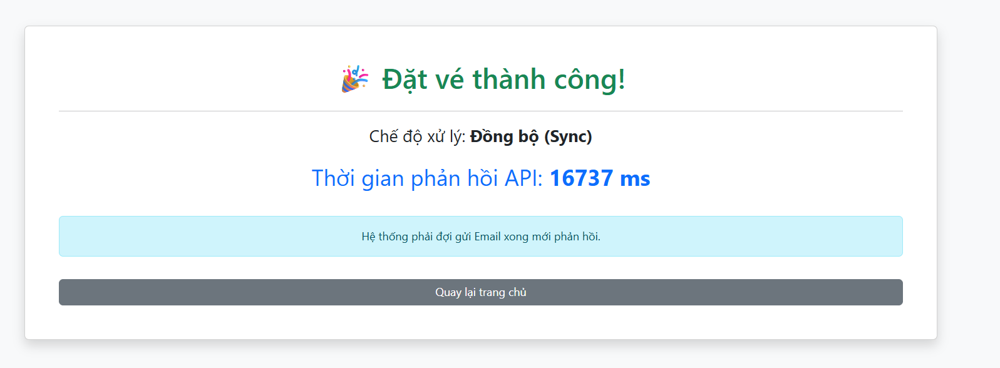 🎉 Đặt vé thành công!
Chế độ xử lý: Đồng bộ (Sync)
Thời gian phản hồi API: 16737 ms
Hệ thống phải đợi gửi Email xong mới phản hồi.
Quay lại trang chủ